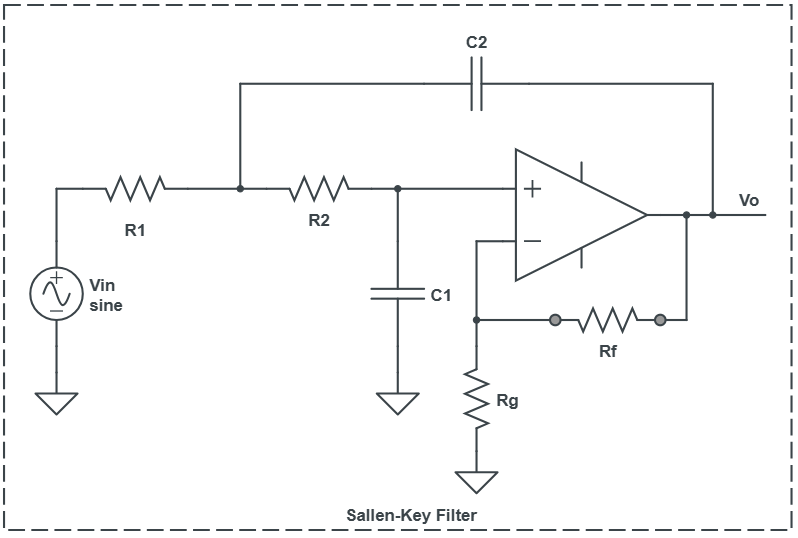 C2
R1
R2
+
−
Vo
Vin
sine
+
−
C1
Rf
Rg
Sallen-Key Filter